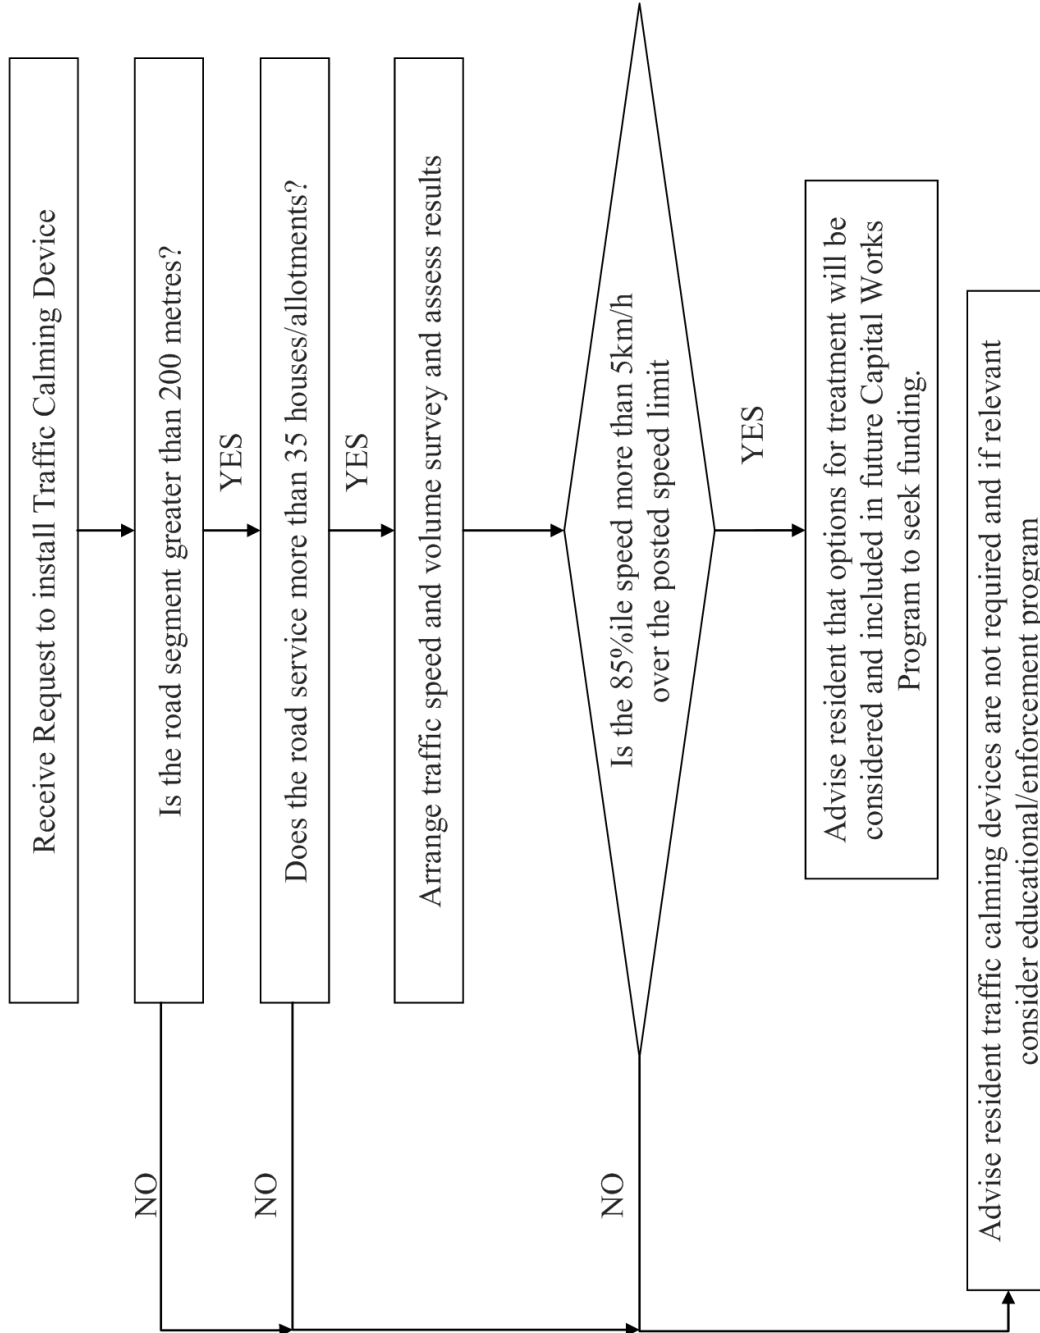 Receive Request to install Traffic Calming Device
Is the road segment greater than 200 metres?
NO
YES
Does the road service more than 35 houses/allotments?
NO
YES
Arrange traffic speed and volume survey and assess results
Is the 85%ile speed more than 5km/h
over the posted speed limit
NO
YES
Advise resident that options for treatment will be
considered and included in future Capital Works
Program to seek funding.
Advise resident traffic calming devices are not required and if relevant
consider educational/enforcement program